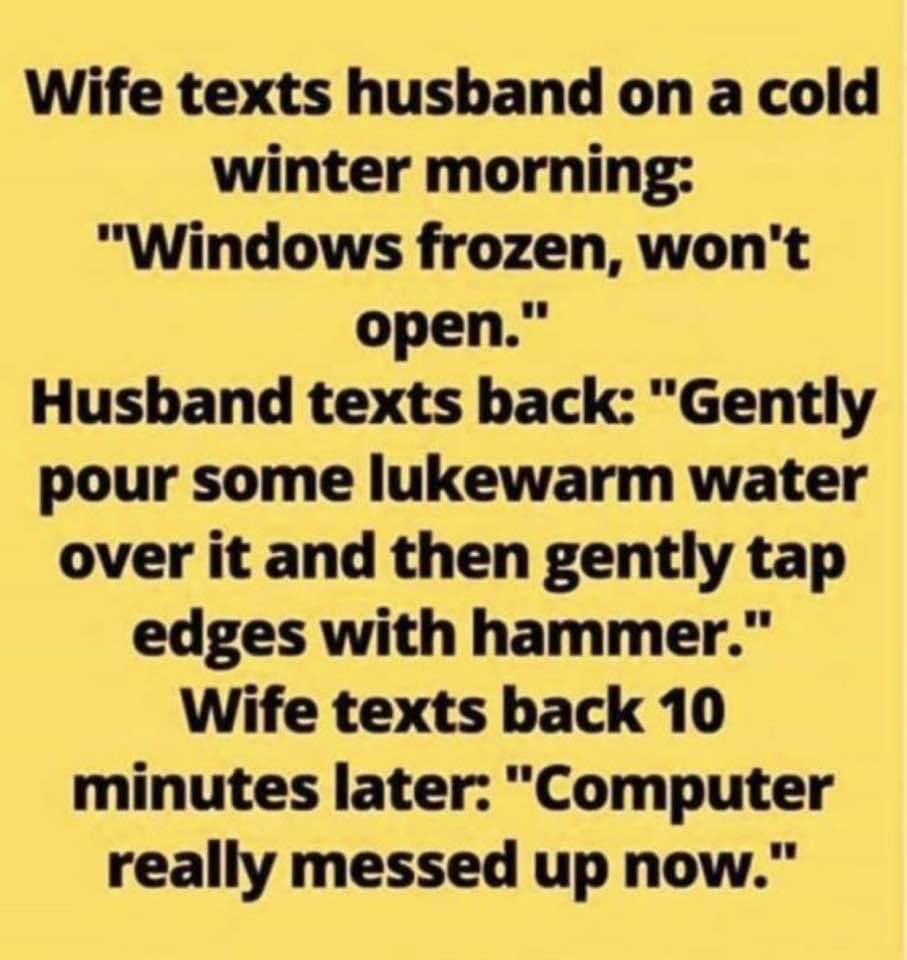 Wife texts husband on a cold
winter morning:
"Windows frozen, won't
open."
Husband texts back: "Gently
pour some lukewarm water
over it and then gently tap
edges with hammer."
Wife texts back 10
minutes later: "Computer
really messed up now."